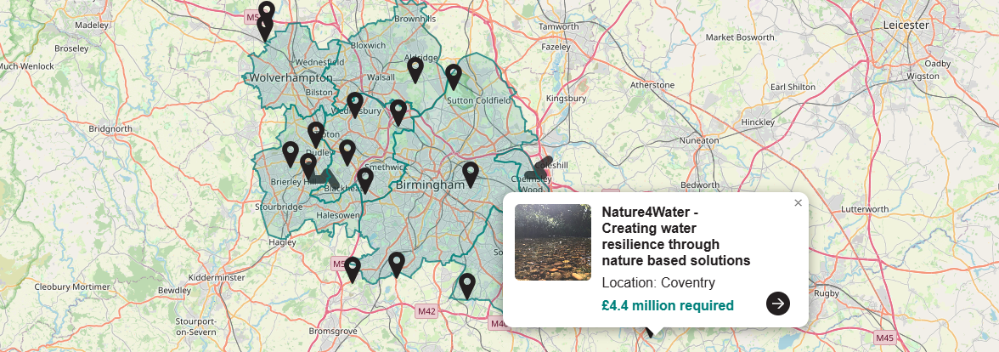 M5
Brownhills
Madeley
Tamworth
Leicester
Broseley
Bloxwich
Fazeley
Market Bosworth
Much Wenlock
Wednesfield
Aldridge
Oadby
Wolverhampton
Walsall
Atherstone
Earl Shilton
Wigston
Bilston
Sutton Coldfield
Kingsbury
Wednesbury
Hinckley
Bridgnorth
Nuneaton
Dudley
Smethwick
Coleshill
Brierley Hill
Birmingham
Chelmsley
Wood
Bedworth
Blackheath
Stourbridge
Halesowen
Lutterworth
Hagley
×
Nature4Water -
Creating water
resilience through
nature based solutions
Location: Coventry
£4.4 million required
M5
Kidderminster
Cleobury Mortimer
Bewdley
Rugby
Stourport-
on-Severn
M42
Bromsgrove
M45